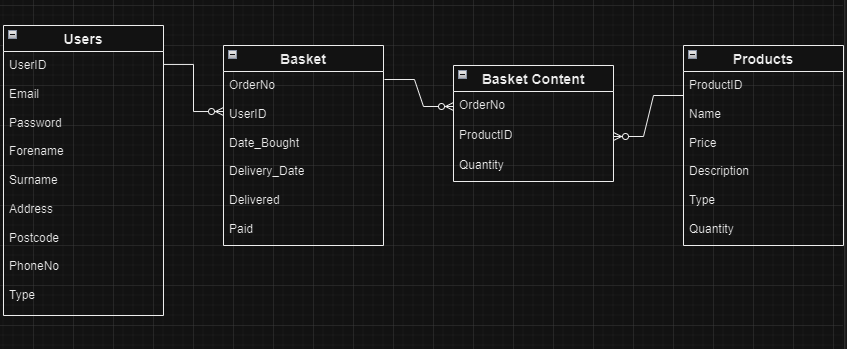 Users
UserID
Email
Password
Forename
Surname
Address
Postcode
PhoneNo
Type
Basket
OrderNo
UserID
Date_Bought
Delivery_Date
Delivered
Paid
Basket Content
OrderNo
ProductID
Quantity
Products
ProductID
Name
Price
Description
Type
Quantity